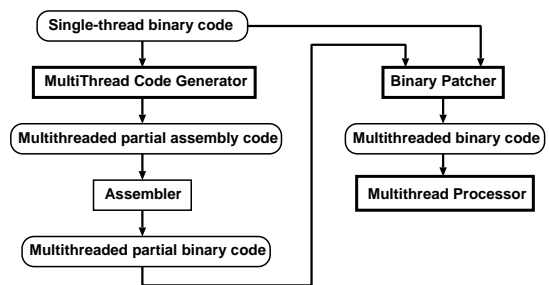 Single-thread binary code
MultiThread Code Generator
Multithreaded partial assembly code
Assembler
Multithreaded partial binary code
Binary Patcher
Multithreaded binary code
Multithread Processor